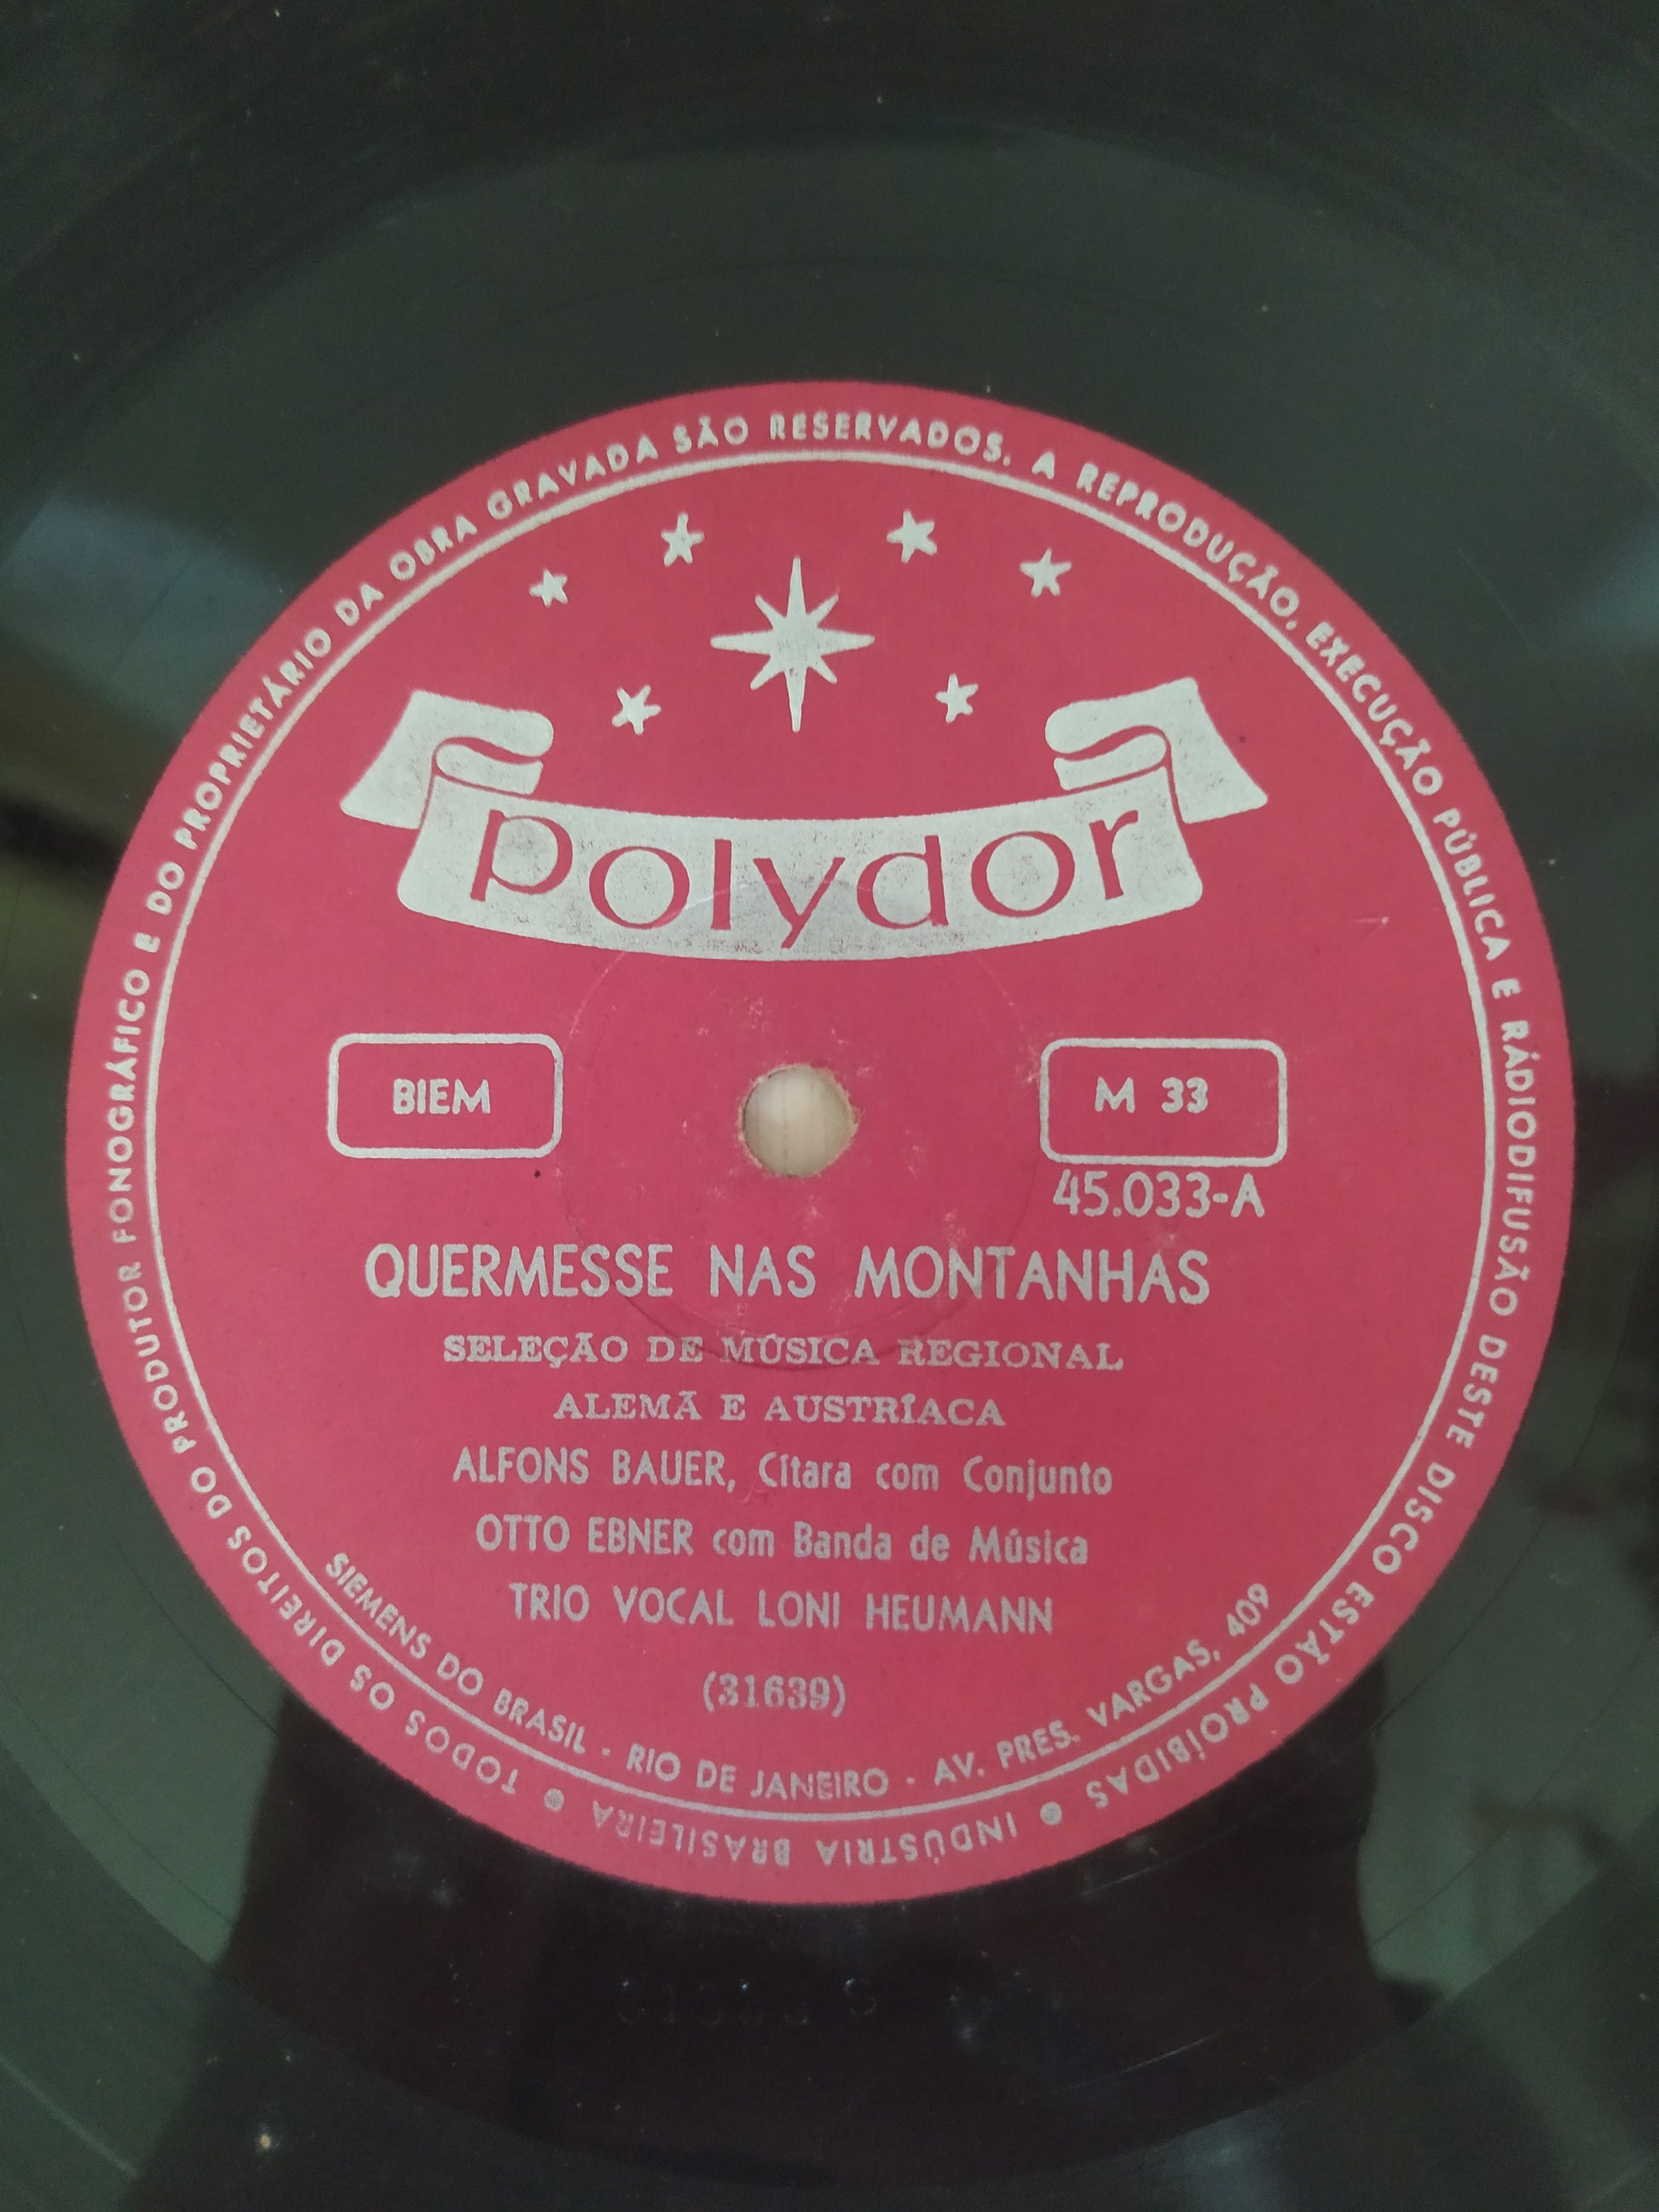 TODOS OS DIREITOS DO PRODUTOR FONOGRÁFICO E DO PROPRIETÁRIO DA OBRA GRAVADA SÃO RESERVADOS. A REPRODUÇÃO, EXECUÇÃO PÚBLICA E RÁDIODIFUSÃO DESTE DISCO ESTÃO PROÍBIDAS • INDÚSTRIA BRASILEIRA •
polydor
BIEM
M 33
45.033-A
QUERMESSE NAS MONTANHAS
SELEÇÃO DE MÚSICA REGIONAL
ALEMÃ E AUSTRÍACA
ALFONS BAUER, Cítara com Conjunto
OTTO EBNER com Banda de Música
TRIO VOCAL LONI HEUMANN
(31639)
SIEMENS DO BRASIL - RIO DE JANEIRO - AV. PRES. VARGAS, 409